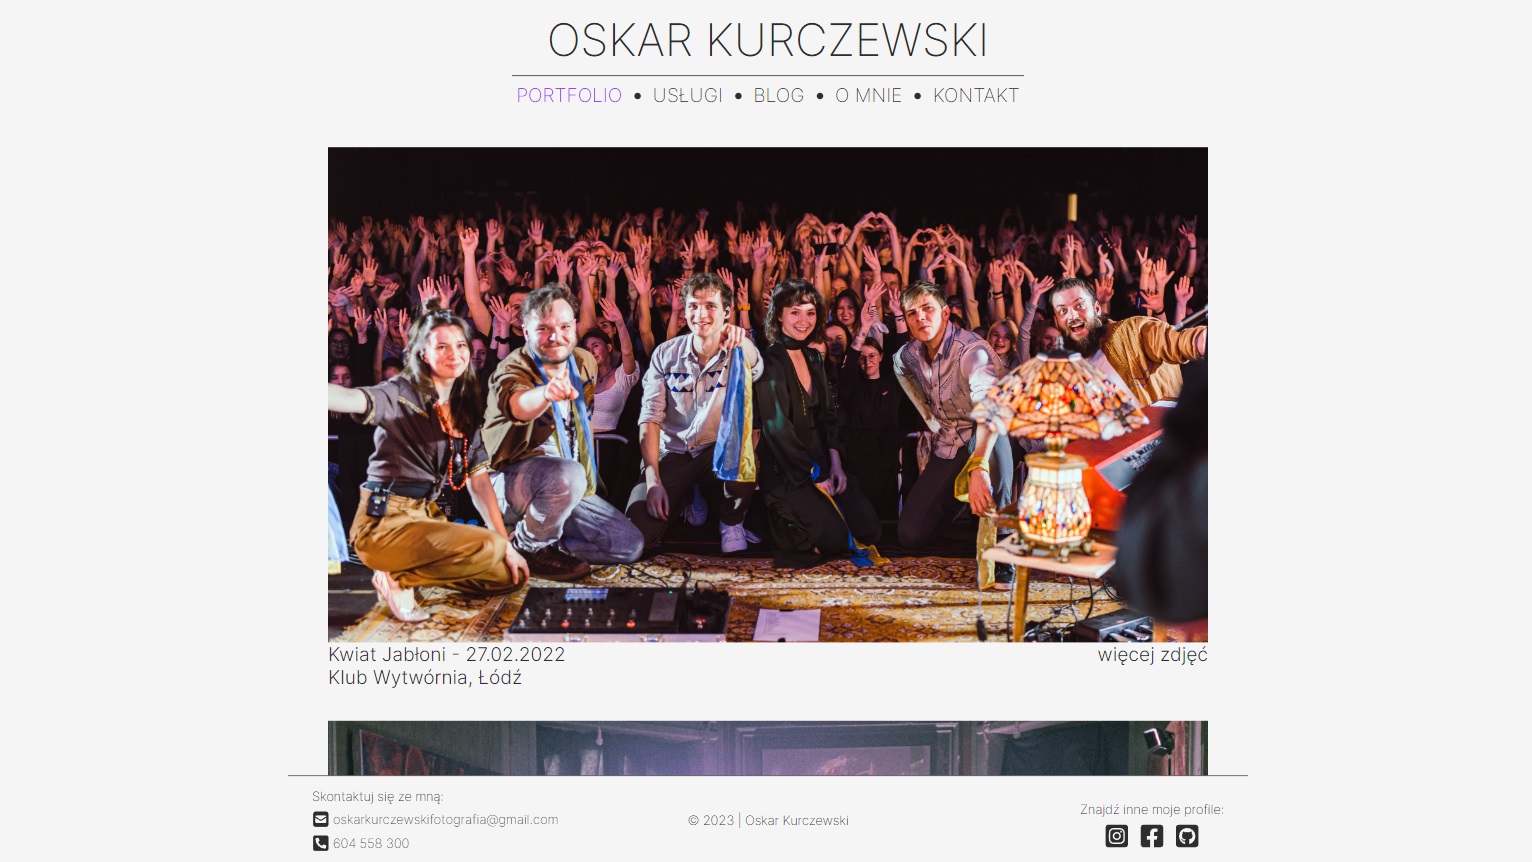 OSKAR KURCZEWSKI
PORTFOLIO • USŁUGI • BLOG • O MNIE • KONTAKT
Kwiat Jabłoni - 27.02.2022
więcej zdjęć
Klub Wytwórnia, Łódź
Skontaktuj się ze mną:
oskarkurczewskifotografia@gmail.com
604 558 300
© 2023 | Oskar Kurczewski
Znajdź inne moje profile: